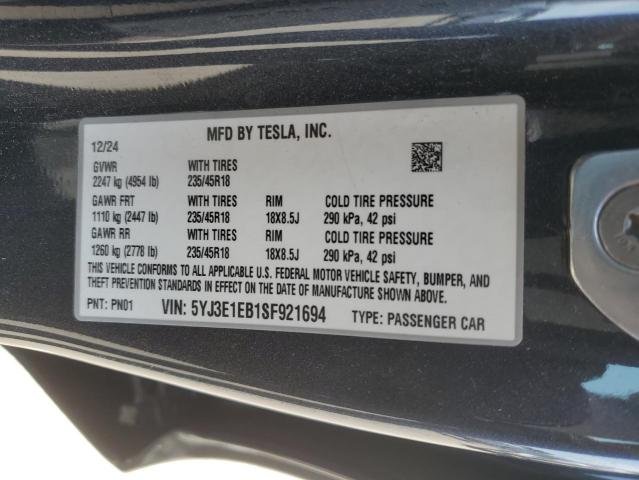 MFD BY TESLA, INC.
12/24
GVWR WITH TIRES
2247 kg (4954 lb) 235/45R18
GAWR FRT WITH TIRES RIM COLD TIRE PRESSURE
1110 kg (2447 lb) 235/45R18 18X8.5J 290 kPa, 42 psi
GAWR RR WITH TIRES RIM COLD TIRE PRESSURE
1260 kg (2778 lb) 235/45R18 18X8.5J 290 kPa, 42 psi
THIS VEHICLE CONFORMS TO ALL APPLICABLE U.S. FEDERAL MOTOR VEHICLE SAFETY, BUMPER, AND
THEFT PREVENTION STANDARDS IN EFFECT ON THE DATE OF MANUFACTURE SHOWN ABOVE.
PNT: PN01 VIN: 5YJ3E1EB1SF921694 TYPE: PASSENGER CAR